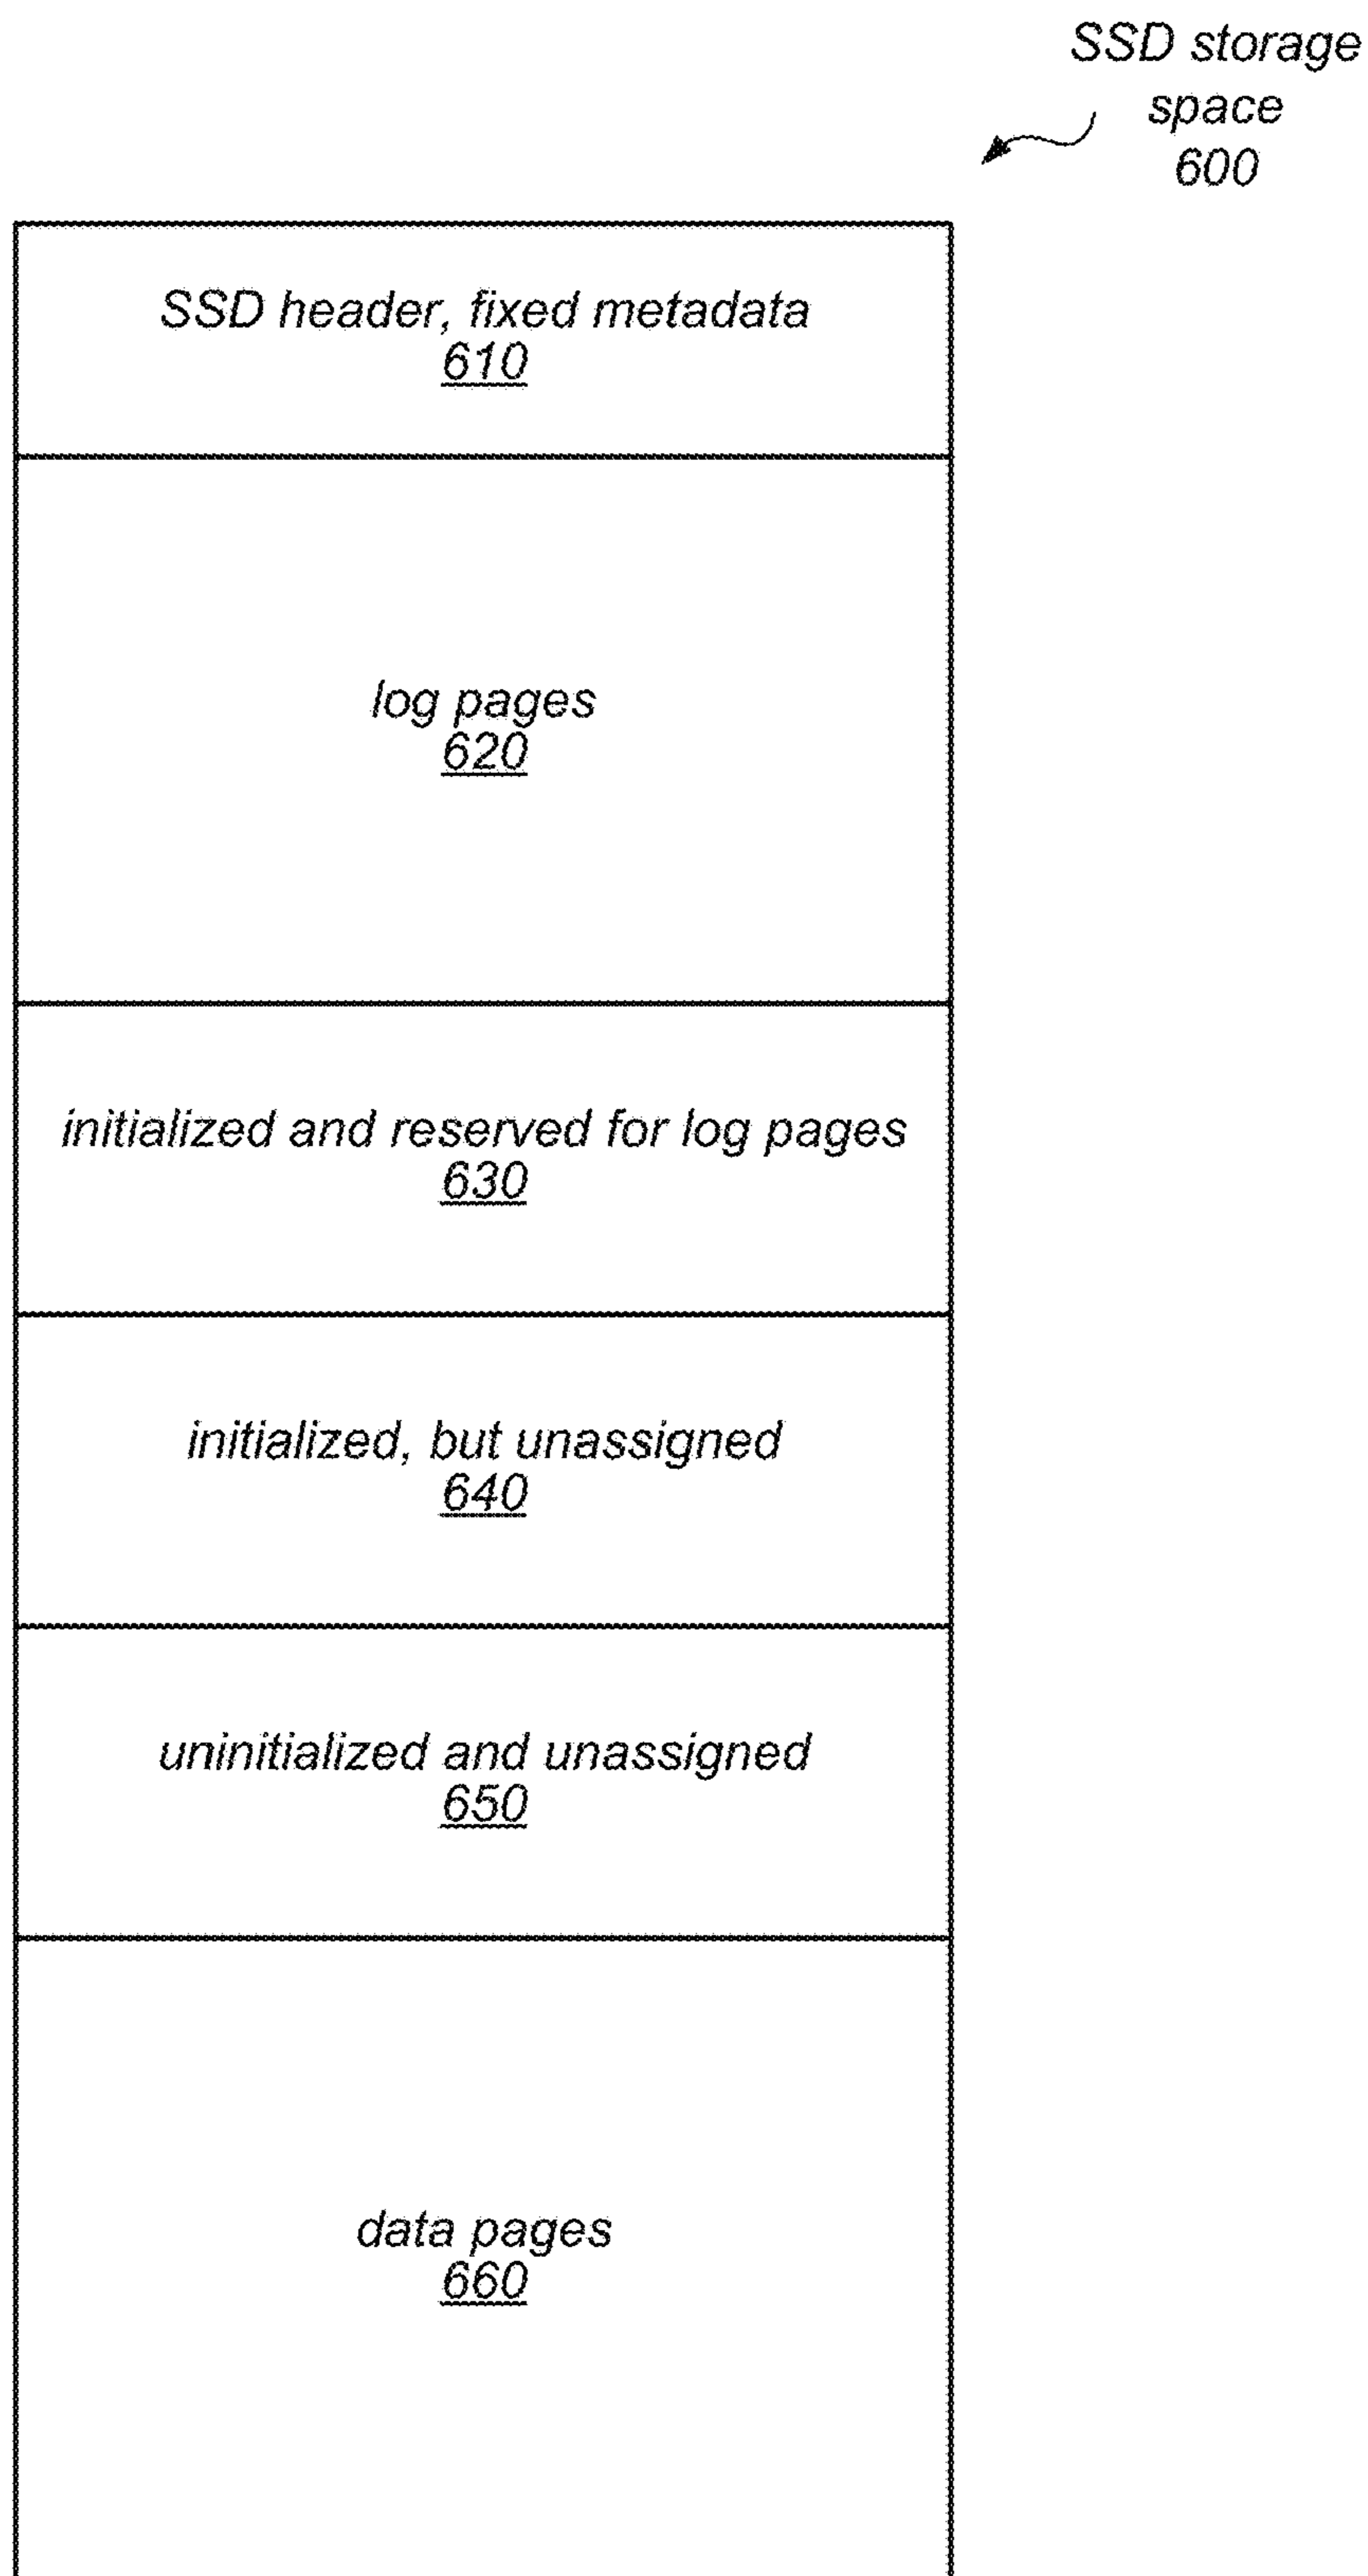 SSD storage
space
600
SSD header, fixed metadata
610
log pages
620
initialized and reserved for log pages
630
initialized, but unassigned
640
uninitialized and unassigned
650
data pages
660